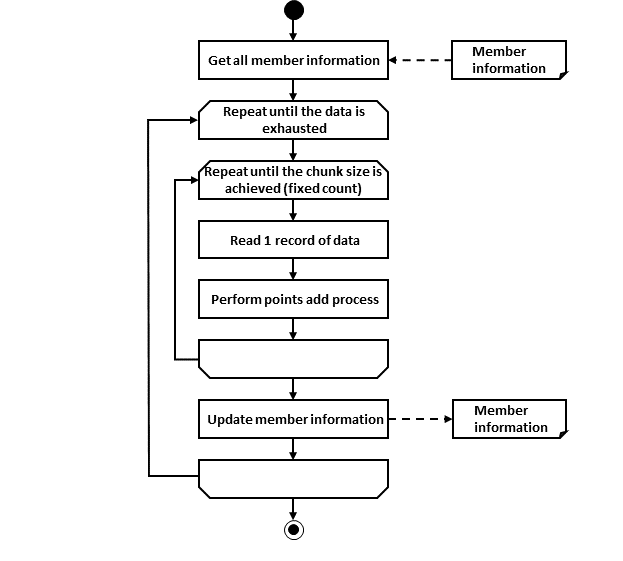 Get all member information
Member
information
Repeat until the data is
exhausted
Repeat until the chunk size is
achieved (fixed count)
Read 1 record of data
Perform points add process
Update member information
Member
information